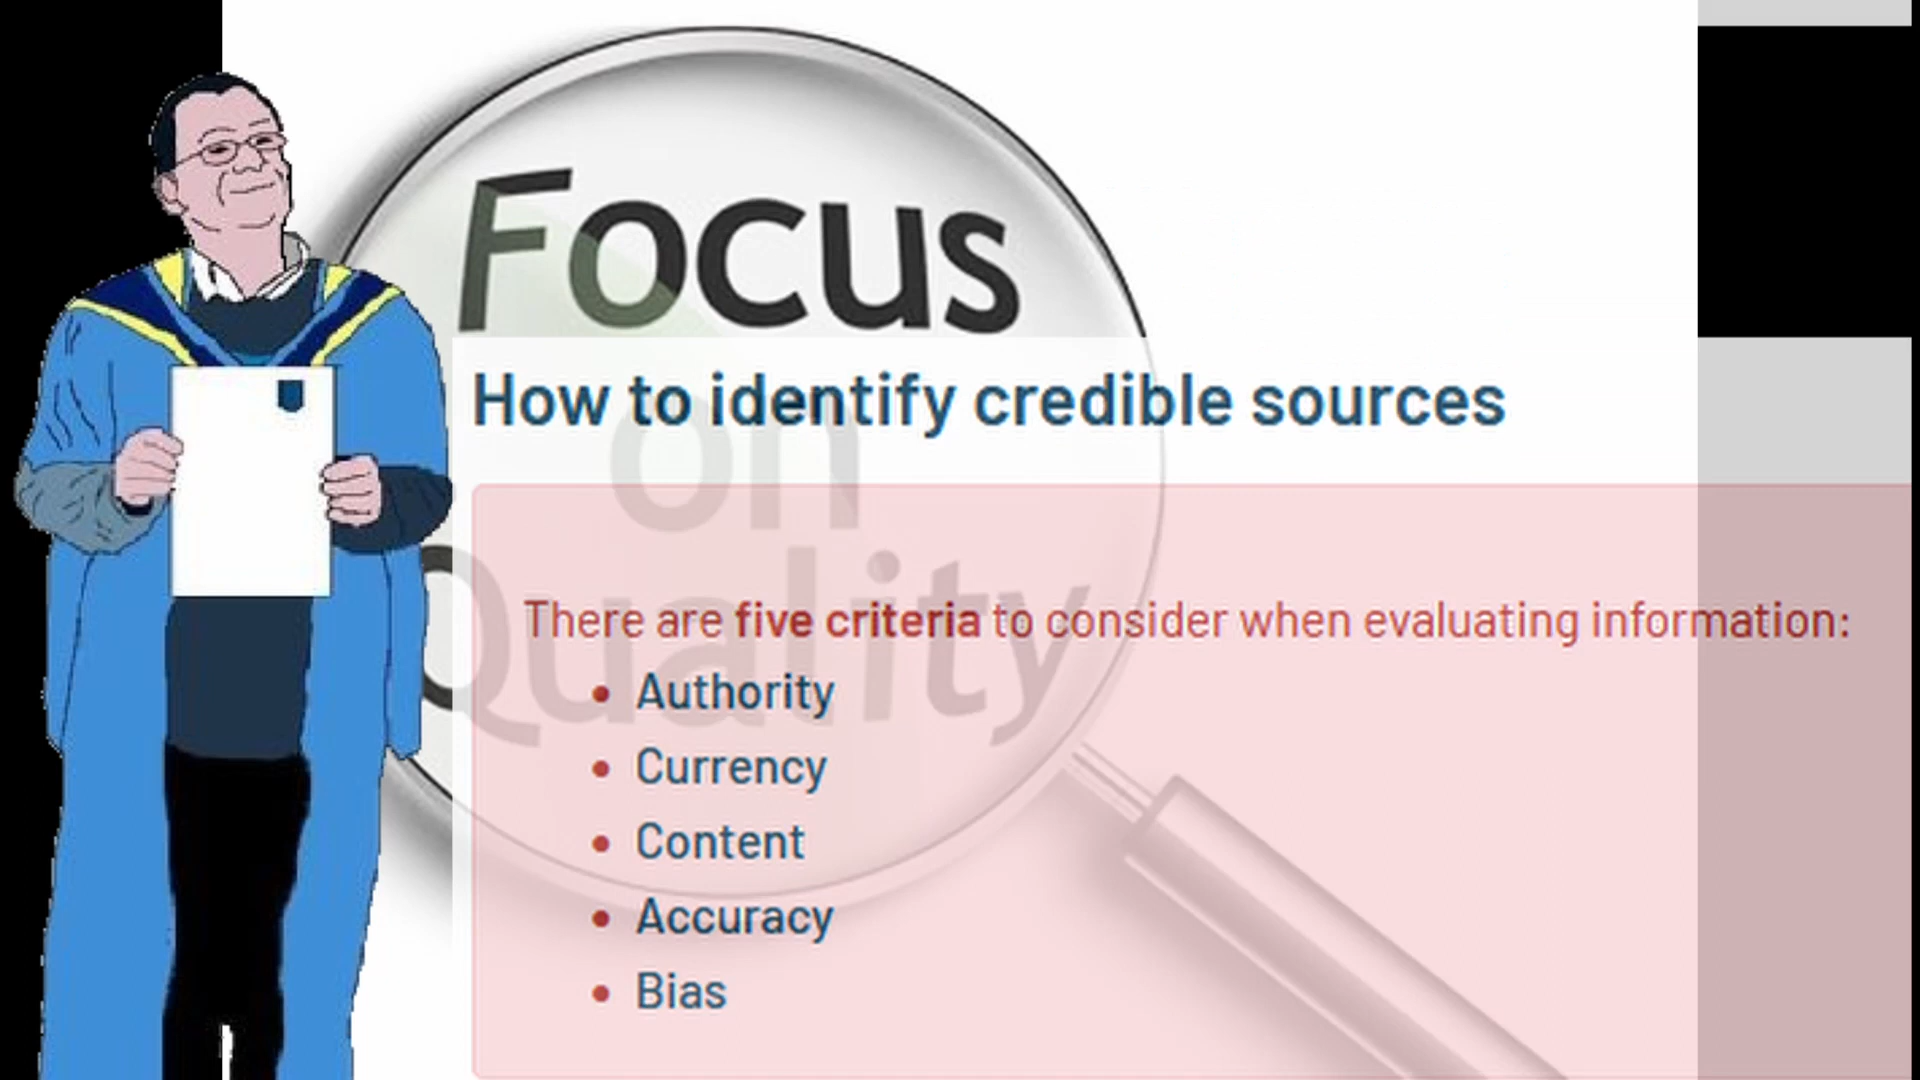 Focus
on
Quality
How to identify credible sources
There are five criteria to consider when evaluating information:
• Authority
• Currency
• Content
• Accuracy
• Bias